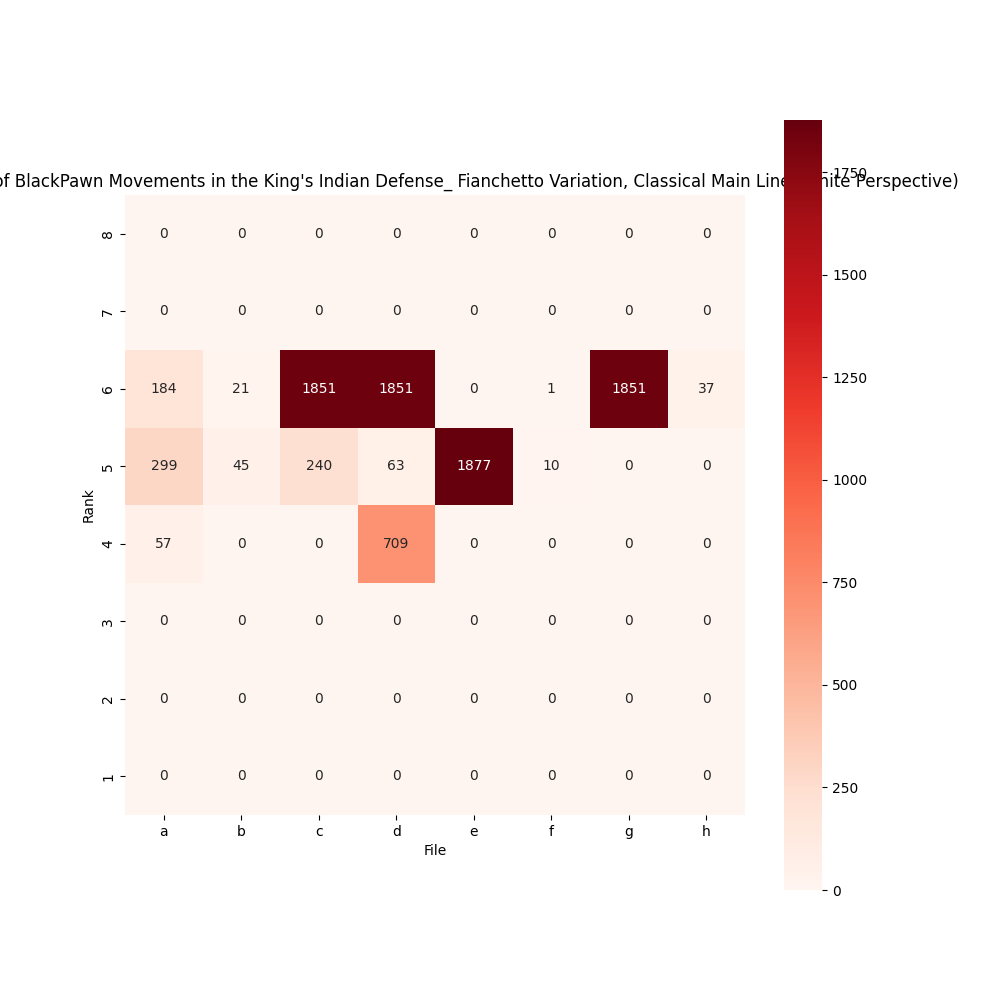 of BlackPawn Movements in the King's Indian Defense_ Fianchetto Variation, Classical Main Line Perspective)
8 0 0 0 0 0 0 0 0
7 0 0 0 0 0 0 0 0
6 184 21 1851 1851 0 1 1851 37
5 299 45 240 63 1877 10 0 0
4 57 0 0 709 0 0 0 0
3 0 0 0 0 0 0 0 0
2 0 0 0 0 0 0 0 0
1 0 0 0 0 0 0 0 0
a b c d e f g h
File
Rank
1750
1500
1250
1000
750
500
250
0